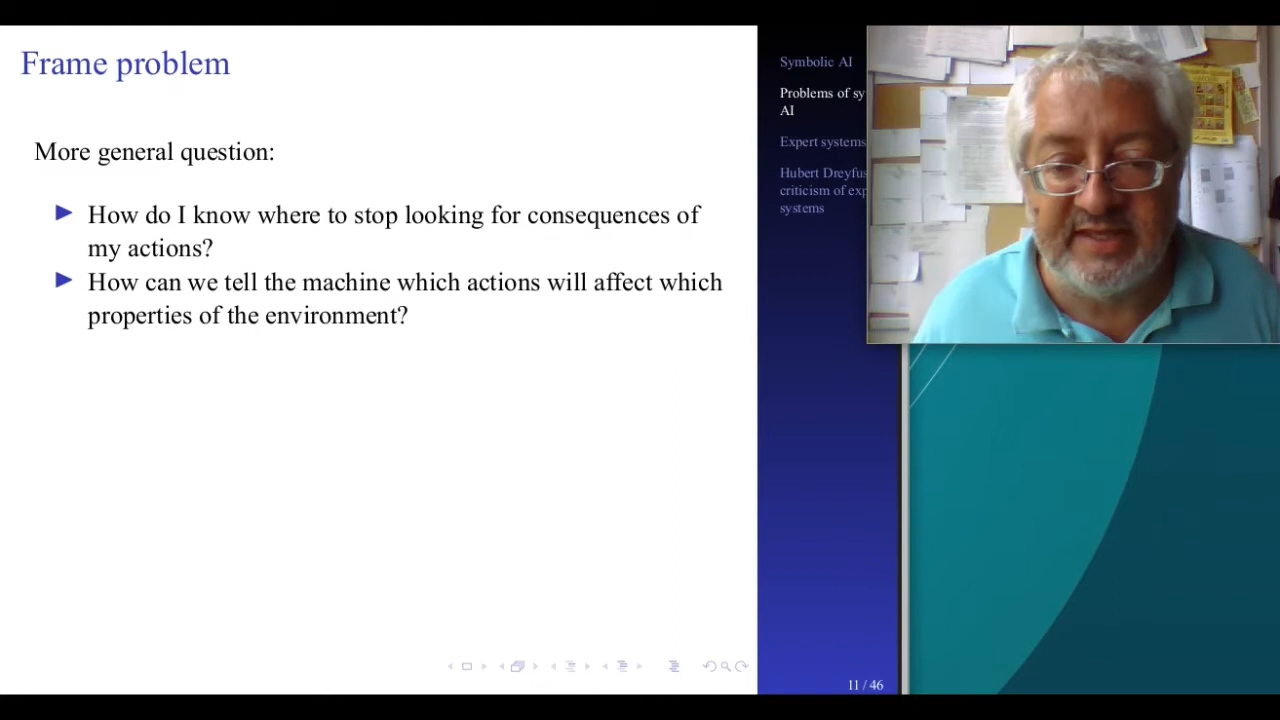 Frame problem
More general question:
How do I know where to stop looking for consequences of
my actions?
How can we tell the machine which actions will affect which
properties of the environment?
Symbolic AI
Problems of sy
AI
Expert systems
Hubert Dreyfus
criticism of exp
systems
11 / 46